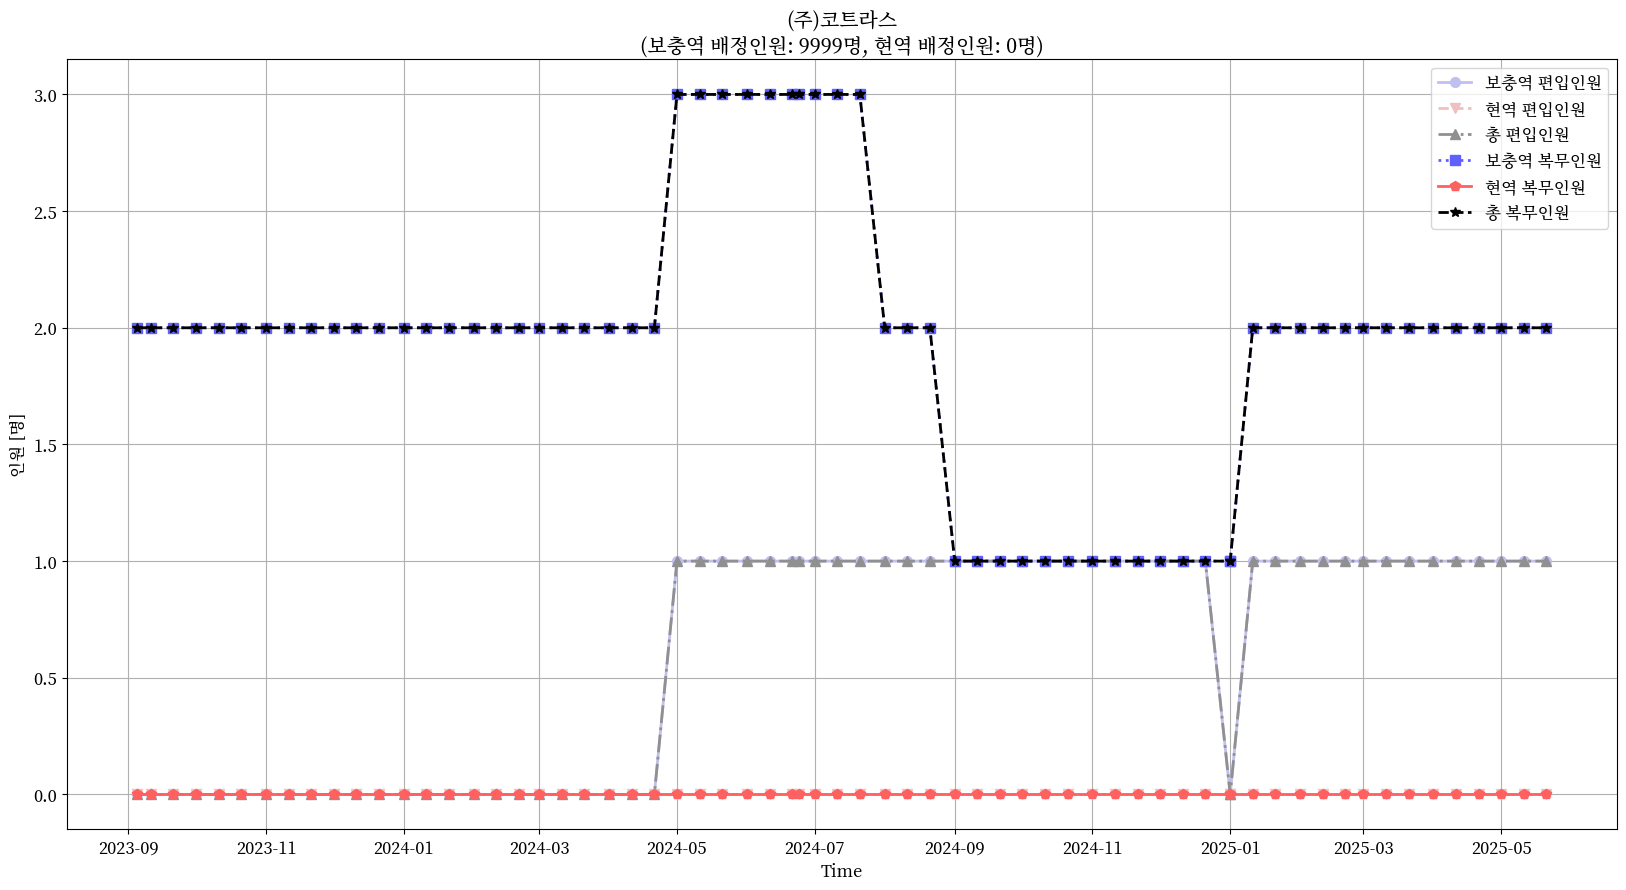 (주)코트라스
(보충역 배정인원: 9999명, 현역 배정인원: 0명)
보충역 편입인원
현역 편입인원
총 편입인원
보충역 복무인원
현역 복무인원
총 복무인원
인원 [명]
3.0
2.5
2.0
1.5
1.0
0.5
0.0
2023-09 2023-11 2024-01 2024-03 2024-05 2024-07 2024-09 2024-11 2025-01 2025-03 2025-05
Time